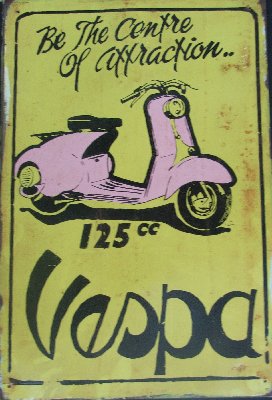 Be The Centre
Of attraction..
125 cc
Vespa